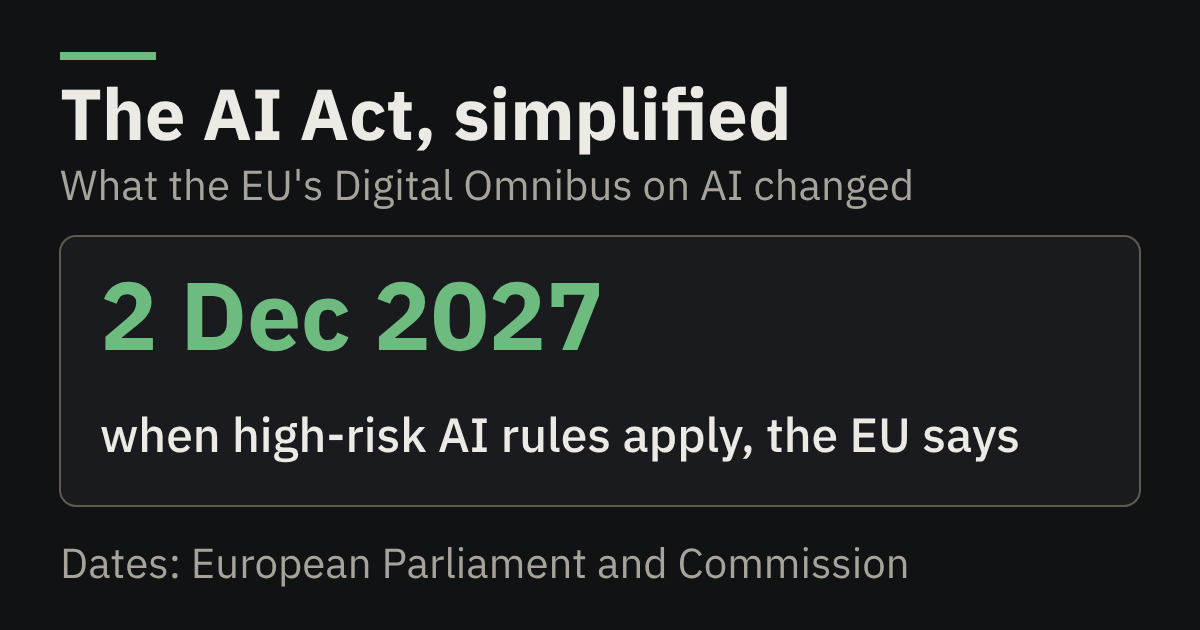 The AI Act, simplified
What the EU's Digital Omnibus on AI changed
2 Dec 2027
when high-risk AI rules apply, the EU says
Dates: European Parliament and Commission